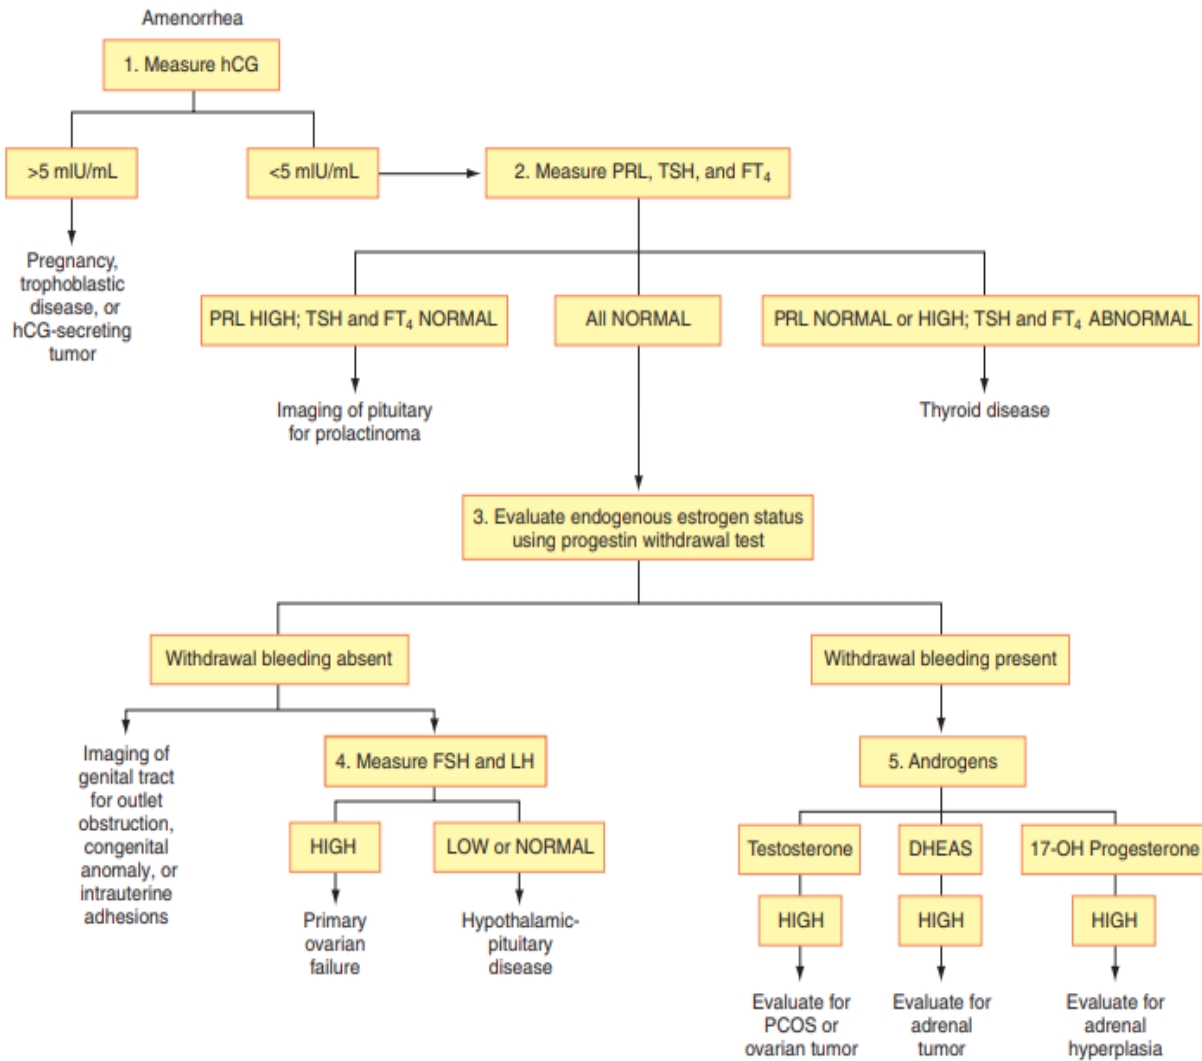 Amenorrhea
1. Measure hCG
>5 mIU/mL
<5 mIU/mL
2. Measure PRL, TSH, and FT₄
Pregnancy,
trophoblastic
disease, or
hCG-secreting
tumor
PRL HIGH; TSH and FT₄ NORMAL
All NORMAL
PRL NORMAL or HIGH; TSH and FT₄ ABNORMAL
Imaging of pituitary
for prolactinoma
Thyroid disease
3. Evaluate endogenous estrogen status
using progestin withdrawal test
Withdrawal bleeding absent
Withdrawal bleeding present
Imaging of
genital tract
for outlet
obstruction,
congenital
anomaly, or
intrauterine
adhesions
4. Measure FSH and LH
HIGH
LOW or NORMAL
Primary
ovarian
failure
Hypothalamic-
pituitary
disease
5. Androgens
Testosterone
DHEAS
17-OH Progesterone
HIGH
HIGH
HIGH
Evaluate for
PCOS or
ovarian tumor
Evaluate for
adrenal
tumor
Evaluate for
adrenal
hyperplasia